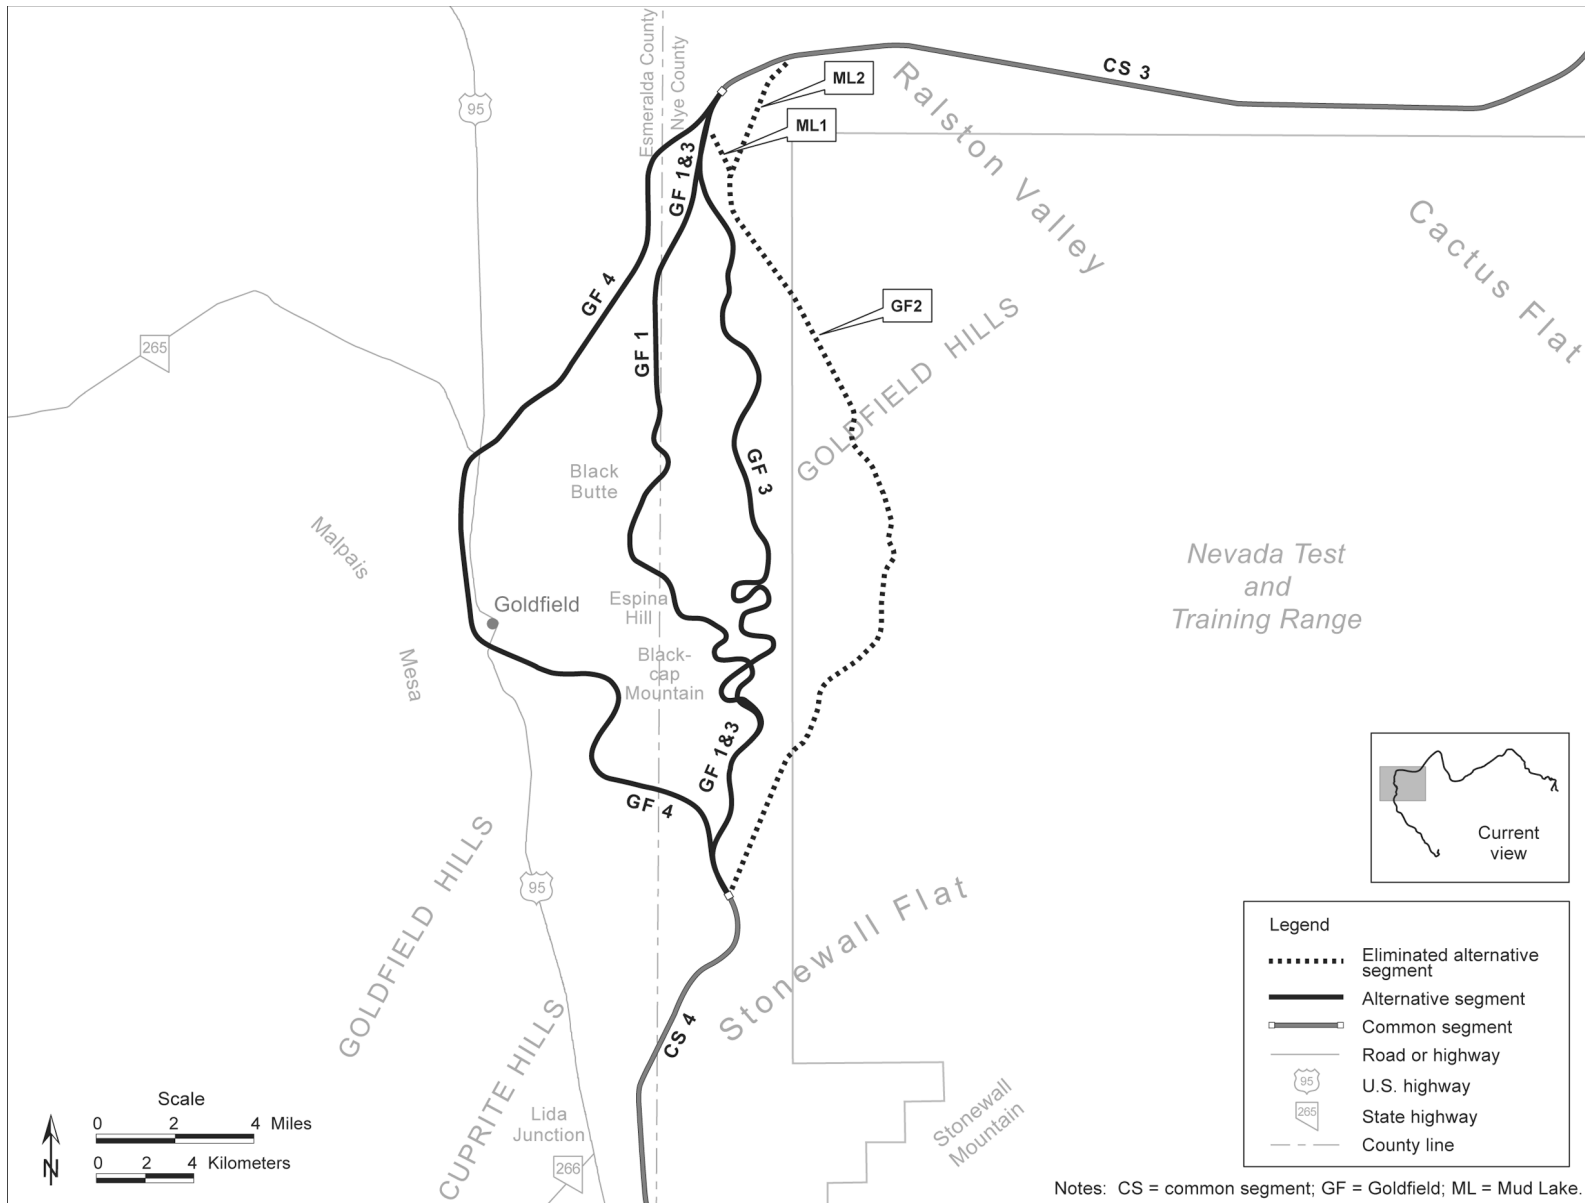 Esmeralda County
Nye County
95
ML2
CS 3
ML1
Ralston Valley
GF 1&3
Cactus Flat
GF 4
GF2
265
GF 1
GOLDFIELD HILLS
GF 3
Black
Butte
Malpais
Mesa
Nevada Test
and
Training Range
Goldfield
Espina
Hill
Black-
cap
Mountain
GF 1&3
GF 4
GOLDFIELD HILLS
95
Stonewall Flat
CS 4
CUPRITE HILLS
Lida
Junction
266
Stonewall
Mountain
Current
view
Legend
Eliminated alternative
segment
Alternative segment
Common segment
Road or highway
95
U.S. highway
265
State highway
County line
Scale
0 2 4 Miles
0 2 4 Kilometers
N
Notes: CS = common segment; GF = Goldfield; ML = Mud Lake.